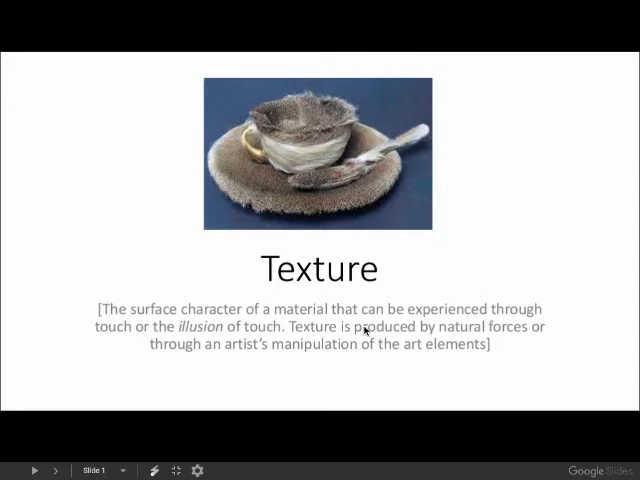 Texture
[The surface character of a material that can be experienced through
touch or the illusion of touch. Texture is produced by natural forces or
through an artist’s manipulation of the art elements]
Slide 1
Google Slides